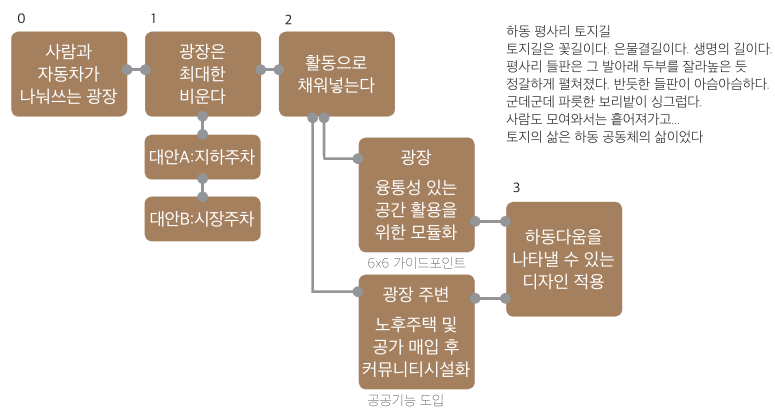 0
사람과
자동차가
나눠쓰는 광장
1
광장은
최대한
비운다
대안A:지하주차
대안B:시장주차
2
활동으로
채워넣는다
광장
융통성 있는
공간 활용을
위한 모듈화
6x6 가이드포인트
광장 주변
노후주택 및
공가 매입 후
커뮤니티시설화
공공기능 도입
3
하동다움을
나타낼 수 있는
디자인 적용
하동 평사리 토지길
토지길은 꽃길이다. 은물결길이다. 생명의 길이다.
평사리 들판은 그 발아래 두부를 잘라높은 듯
정갈하게 펼쳐졌다. 반듯한 들판이 아슴아슴하다.
군데군데 파릇한 보리밭이 싱그럽다.
사람도 모여와서는 흩어져가고...
토지의 삶은 하동 공동체의 삶이었다